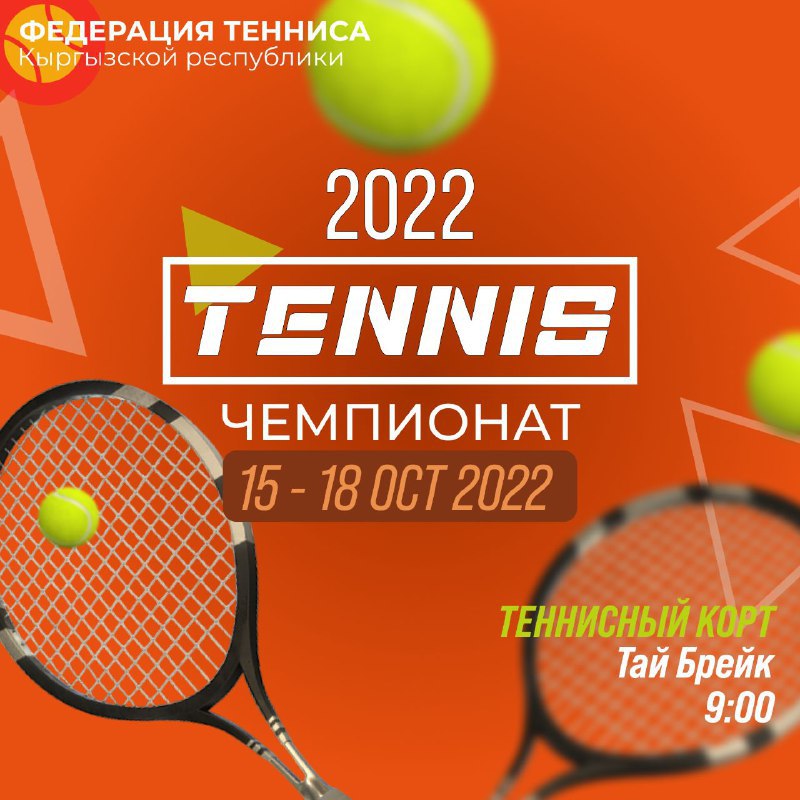 ФЕДЕРАЦИЯ ТЕННИСА
Кыргызской республики
2022
TENNIS
ЧЕМПИОНАТ
15 - 18 OCT 2022
ТЕННИСНЫЙ КОРТ
Тай Брейк
9:00